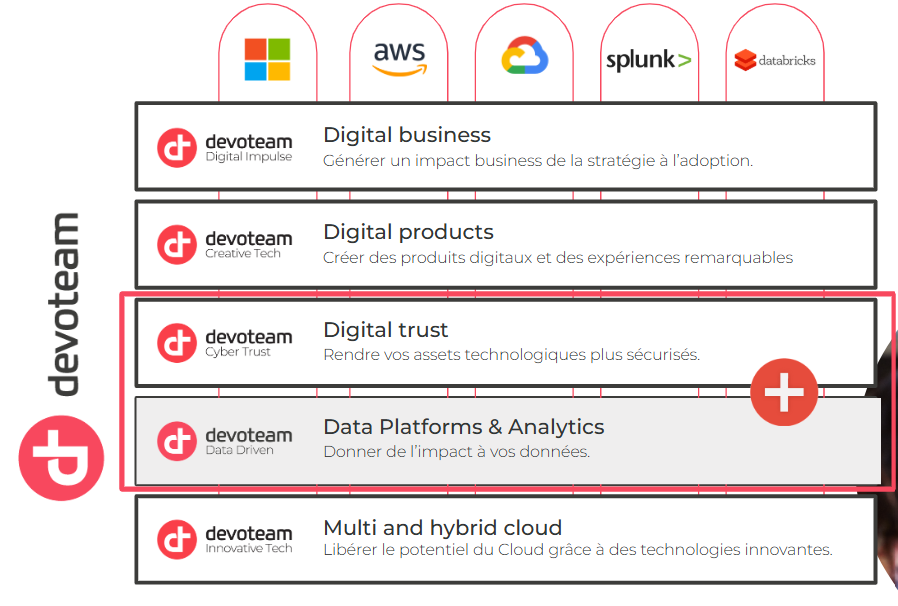 aws
splunk>
databricks
devoteam
devoteam
Digital Impulse
Digital business
Générer un impact business de la stratégie à l’adoption.
devoteam
Creative Tech
Digital products
Créer des produits digitaux et des expériences remarquables
devoteam
Cyber Trust
Digital trust
Rendre vos assets technologiques plus sécurisés.
devoteam
Data Driven
Data Platforms & Analytics
Donner de l’impact à vos données.
devoteam
Innovative Tech
Multi and hybrid cloud
Libérer le potentiel du Cloud grâce à des technologies innovantes.